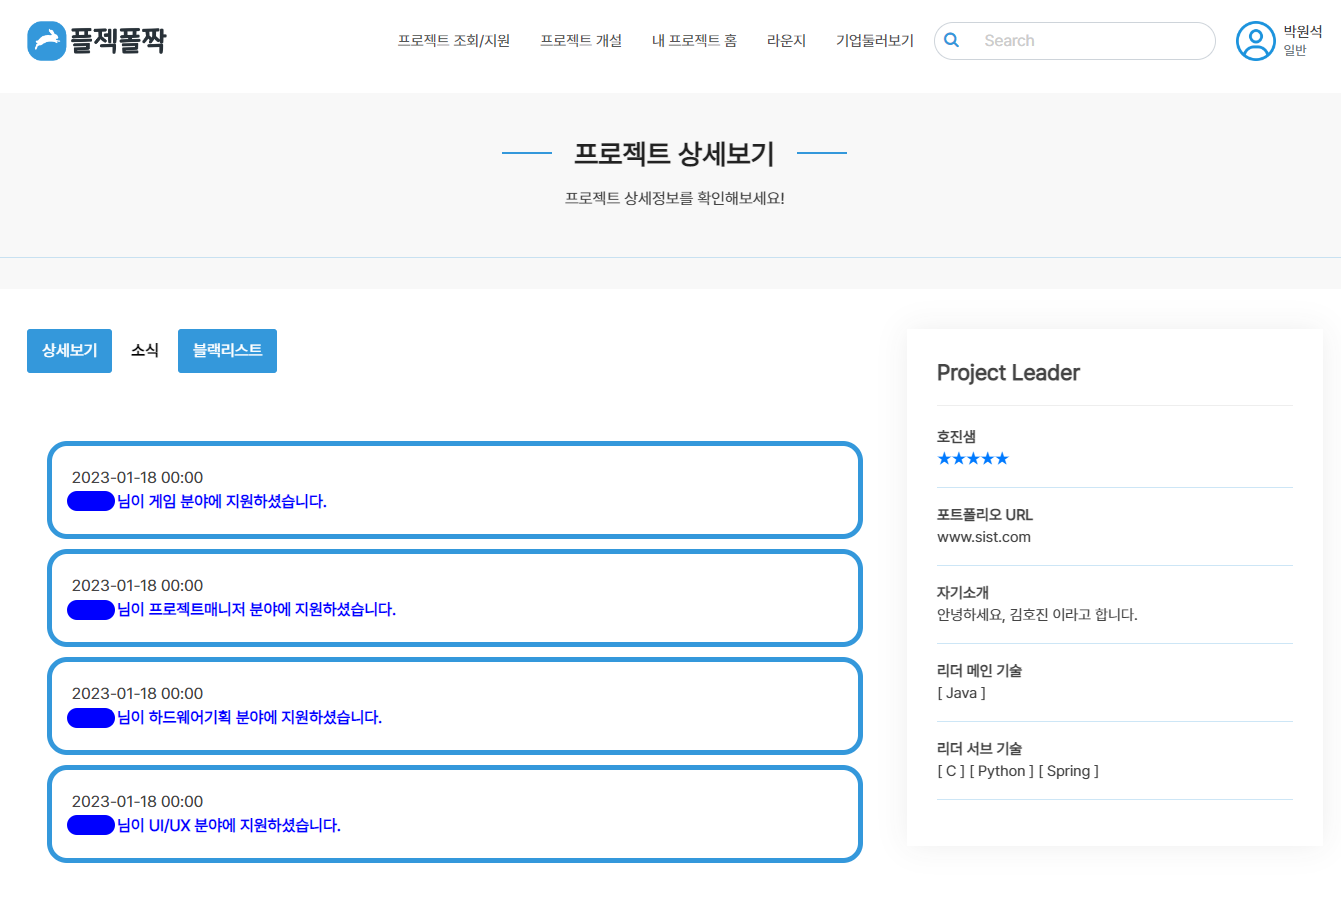 플젝폴짝
프로젝트 조회/지원 프로젝트 개설 내 프로젝트 홈 라운지 기업둘러보기 Search 박원석
일반
프로젝트 상세보기
프로젝트 상세정보를 확인해보세요!
상세보기 소식 블랙리스트
2023-01-18 00:00
님이 게임 분야에 지원하셨습니다.
2023-01-18 00:00
님이 프로젝트매니저 분야에 지원하셨습니다.
2023-01-18 00:00
님이 하드웨어기획 분야에 지원하셨습니다.
2023-01-18 00:00
님이 UI/UX 분야에 지원하셨습니다.
Project Leader
호진샘
★★★★★
포트폴리오 URL
www.sist.com
자기소개
안녕하세요, 김호진 이라고 합니다.
리더 메인 기술
[ Java ]
리더 서브 기술
[ C ] [ Python ] [ Spring ]